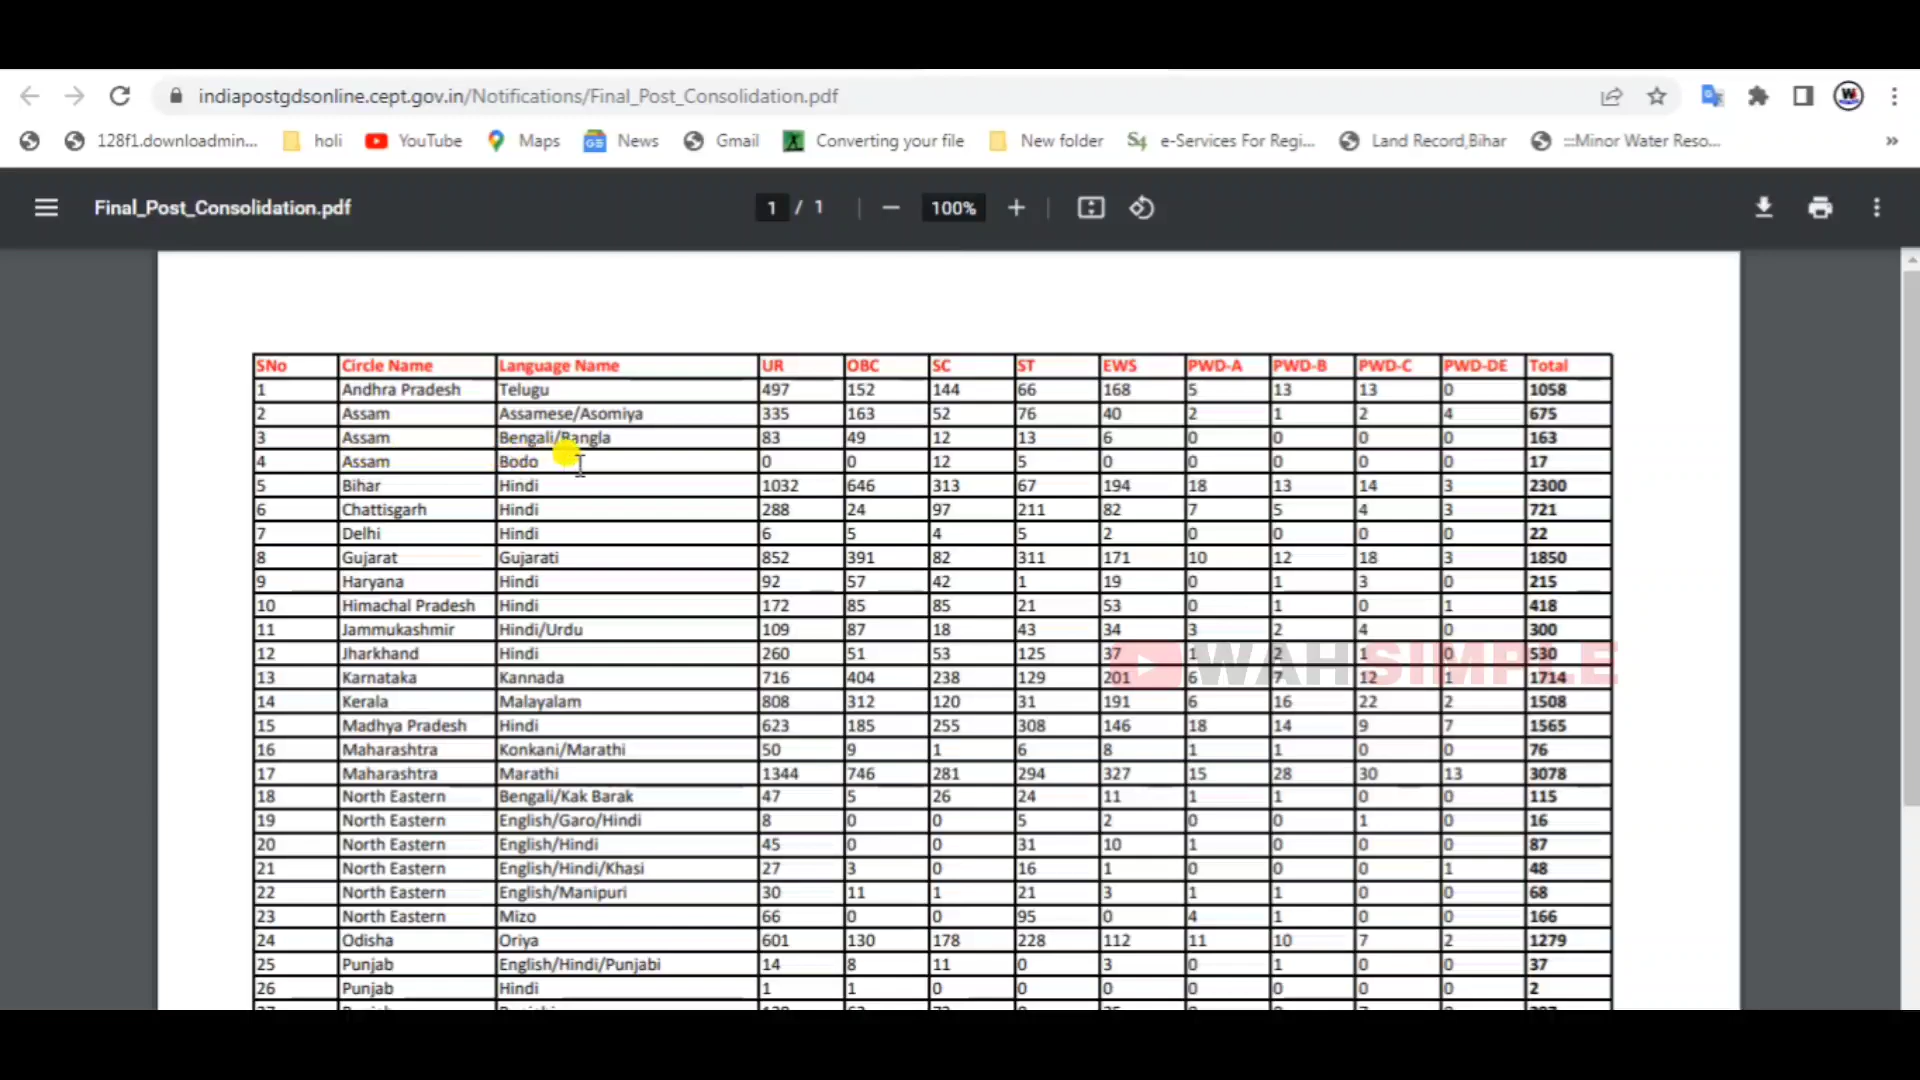 indiapostgdsonline.cept.gov.in/Notifications/Final_Post_Consolidation.pdf
128f1.downloadmin... holi YouTube Maps News Gmail Converting your file New folder e-Services For Regi... Land Record,Bihar :::Minor Water Reso... »
Final_Post_Consolidation.pdf 1 / 1 100%
SNo Circle Name Language Name UR OBC SC ST EWS PWD-A PWD-B PWD-C PWD-DE Total
1 Andhra Pradesh Telugu 497 152 144 66 168 5 13 13 0 1058
2 Assam Assamese/Asomiya 335 163 52 76 40 2 1 2 4 675
3 Assam Bengali/Bangla 83 49 12 13 6 0 0 0 0 163
4 Assam Bodo 0 0 12 5 0 0 0 0 0 17
5 Bihar Hindi 1032 646 313 67 194 18 13 14 3 2300
6 Chattisgarh Hindi 288 24 97 211 82 7 5 4 3 721
7 Delhi Hindi 6 5 4 5 2 0 0 0 0 22
8 Gujarat Gujarati 852 391 82 311 171 10 12 18 3 1850
9 Haryana Hindi 92 57 42 1 19 0 1 3 0 215
10 Himachal Pradesh Hindi 172 85 85 21 53 0 1 0 1 418
11 Jammukashmir Hindi/Urdu 109 87 18 43 34 3 2 4 0 300
12 Jharkhand Hindi 260 51 53 125 37 1 2 1 0 530
WAHSIMPLE
13 Karnataka Kannada 716 404 238 129 201 6 7 12 1 1714
14 Kerala Malayalam 808 312 120 31 191 6 16 22 2 1508
15 Madhya Pradesh Hindi 623 185 255 308 146 18 14 9 7 1565
16 Maharashtra Konkani/Marathi 50 9 1 6 8 1 1 0 0 76
17 Maharashtra Marathi 1344 746 281 294 327 15 28 30 13 3078
18 North Eastern Bengali/Kak Barak 47 5 26 24 11 1 1 0 0 115
19 North Eastern English/Garo/Hindi 8 0 0 5 2 0 0 1 0 16
20 North Eastern English/Hindi 45 0 0 31 10 1 0 0 0 87
21 North Eastern English/Hindi/Khasi 27 3 0 16 1 0 0 0 1 48
22 North Eastern English/Manipuri 30 11 1 21 3 1 1 0 0 68
23 North Eastern Mizo 66 0 0 95 0 4 1 0 0 166
24 Odisha Oriya 601 130 178 228 112 11 10 7 2 1279
25 Punjab English/Hindi/Punjabi 14 8 11 0 3 0 1 0 0 37
26 Punjab Hindi 1 1 0 0 0 0 0 0 0 2